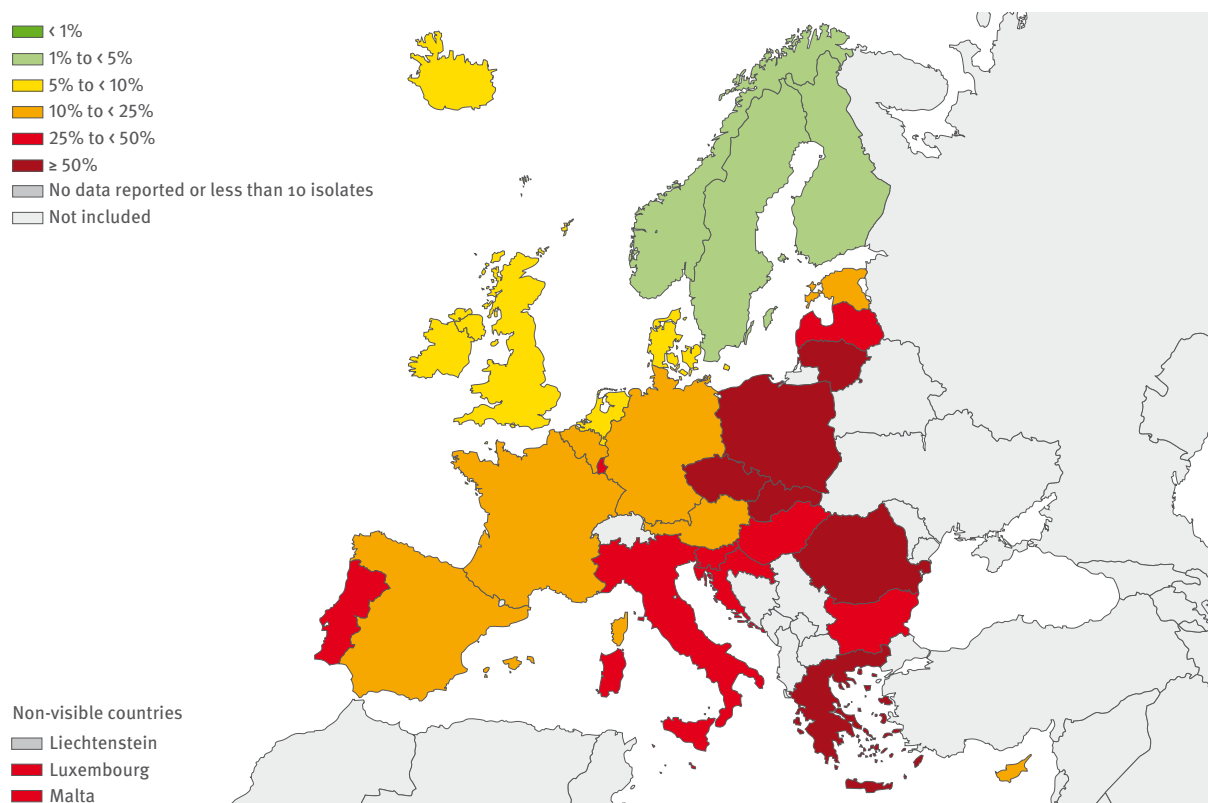 < 1%
1% to < 5%
5% to < 10%
10% to < 25%
25% to < 50%
≥ 50%
No data reported or less than 10 isolates
Not included
Non-visible countries
Liechtenstein
Luxembourg
Malta